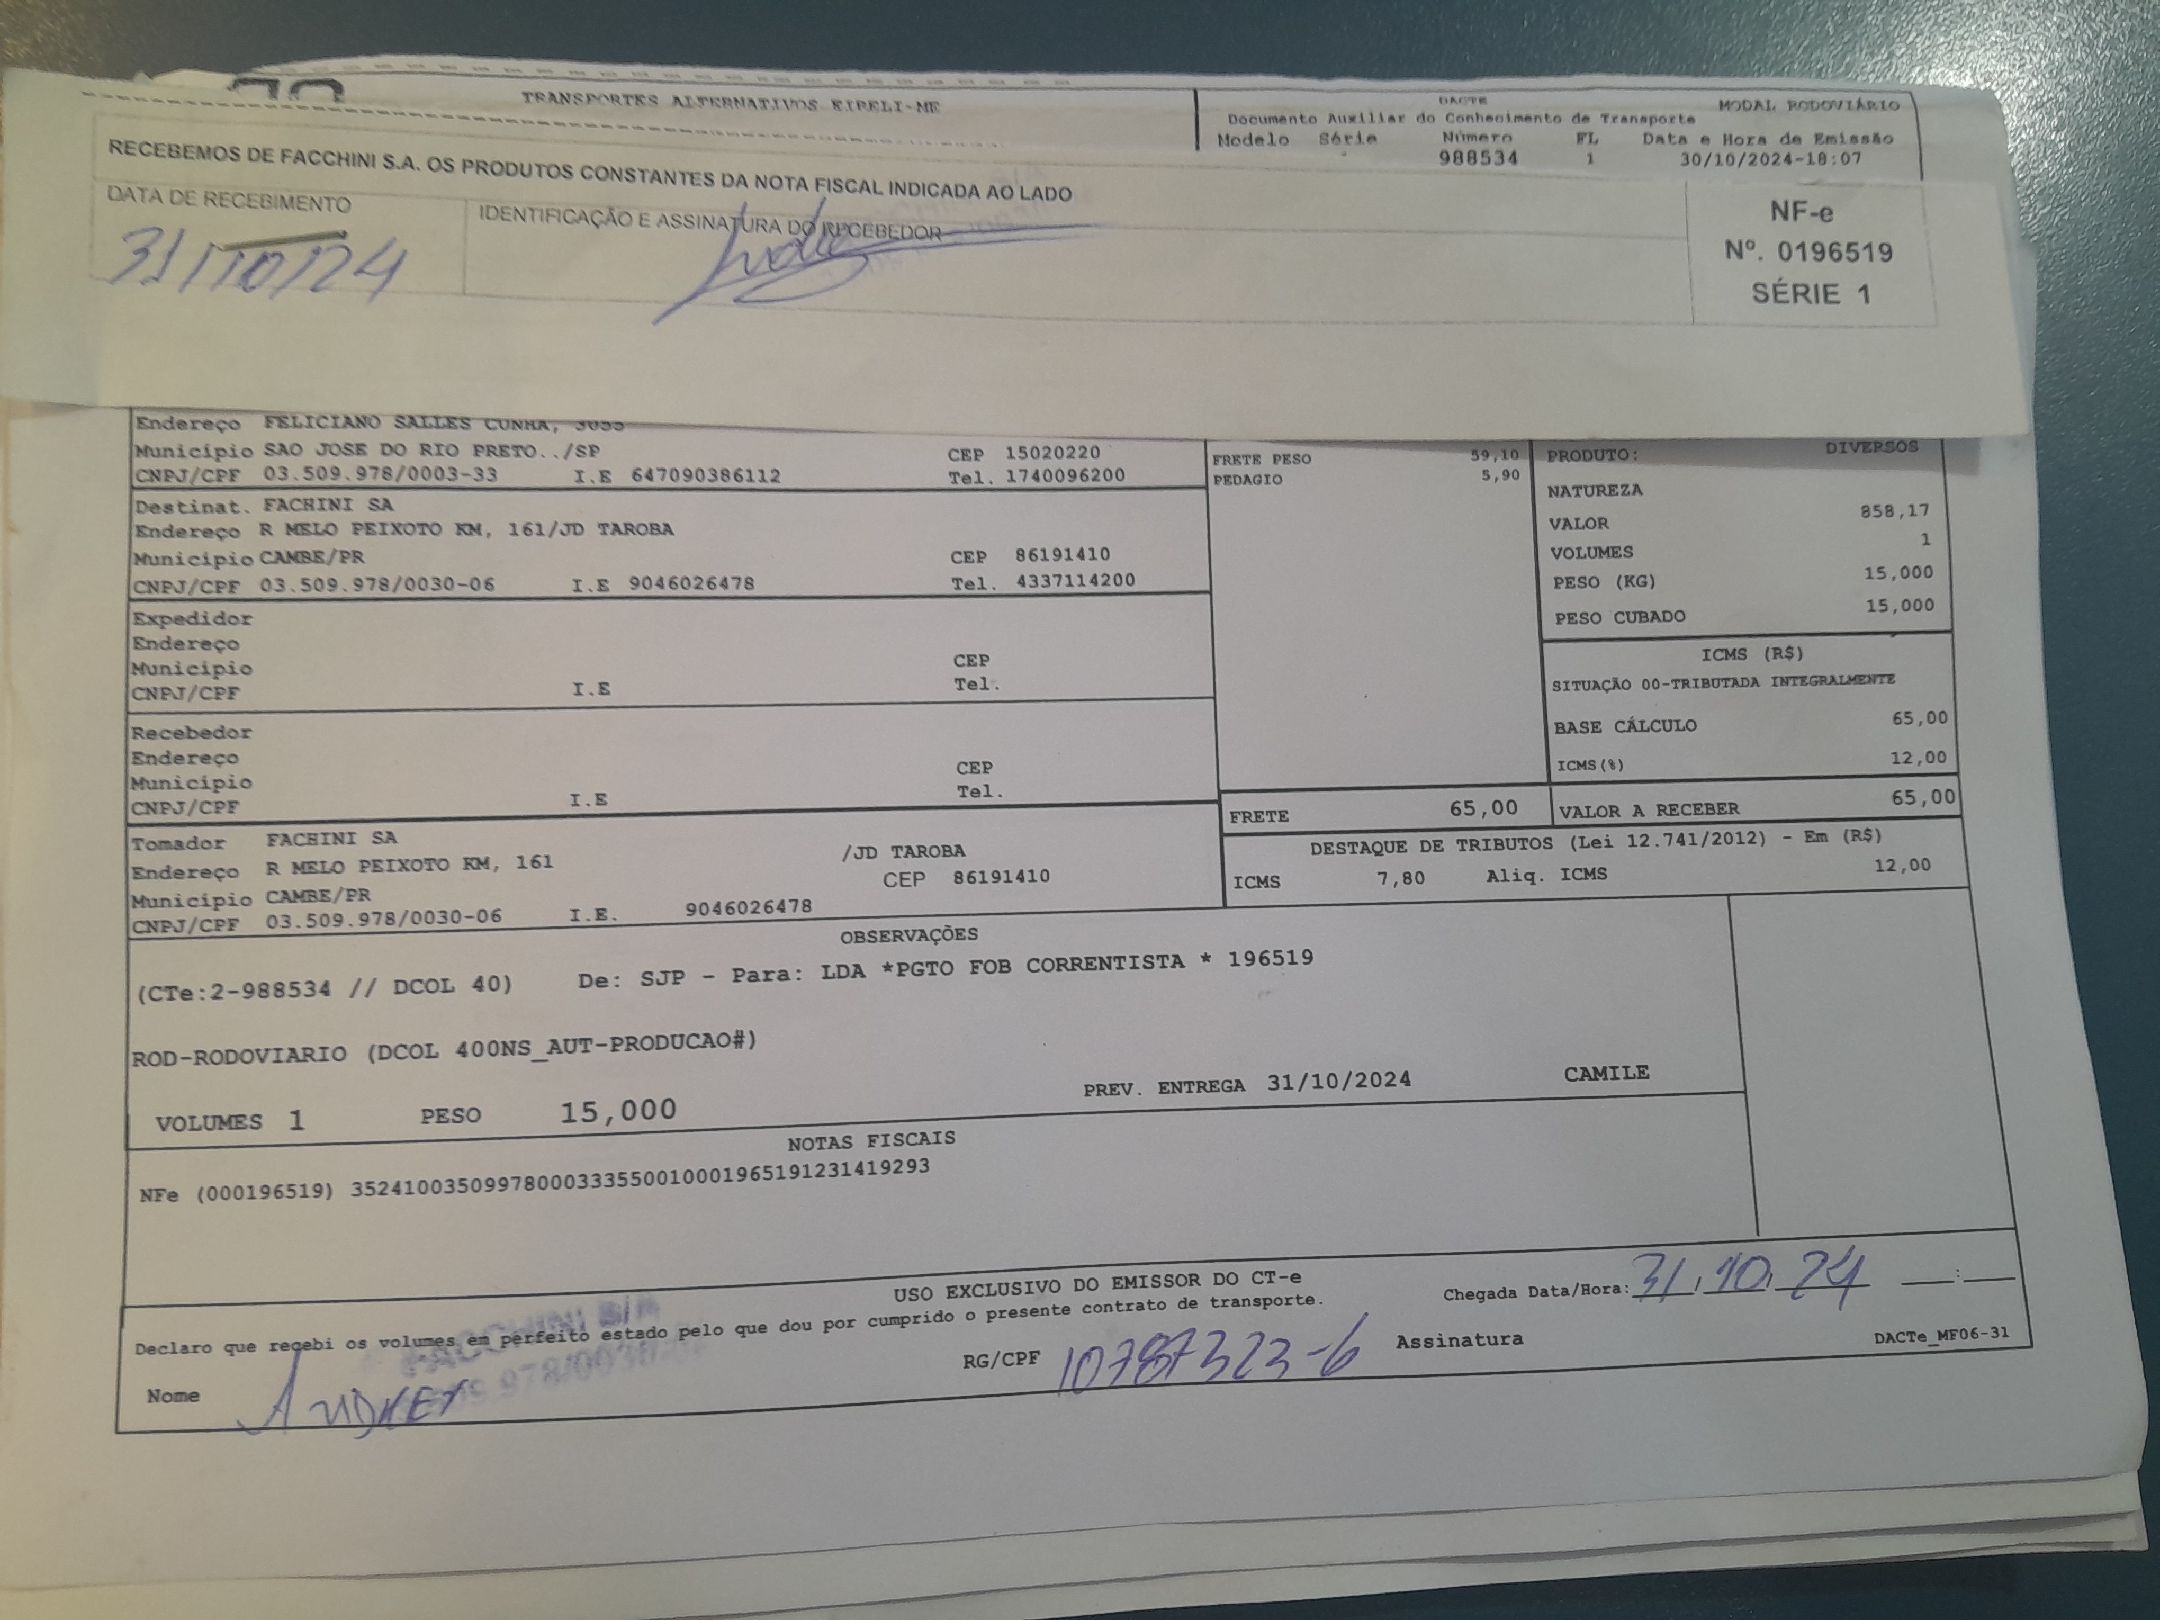 TRANSPORTES ALTERNATIVOS EIRELI-ME
DACTE
MODAL RODOVIÁRIO
Documento Auxiliar do Conhecimento de Transporte
Modelo Série Número FL Data e Hora de Emissão
988534 1 30/10/2024-18:07
RECEBEMOS DE FACCHINI S.A. OS PRODUTOS CONSTANTES DA NOTA FISCAL INDICADA AO LADO
DATA DE RECEBIMENTO
IDENTIFICAÇÃO E ASSINATURA DO RECEBEDOR
31/10/24
NF-e
Nº. 0196519
SÉRIE 1
Endereço FELICIANO SALLES CUNHA, 3055
Município SAO JOSE DO RIO PRETO../SP CEP 15020220
CNPJ/CPF 03.509.978/0003-33 I.E 647090386112 Tel. 1740096200
Destinat. FACHINI SA
Endereço R MELO PEIXOTO KM, 161/JD TAROBA
Município CAMBE/PR CEP 86191410
CNPJ/CPF 03.509.978/0030-06 I.E 9046026478 Tel. 4337114200
Expedidor
Endereço
Município CEP
CNPJ/CPF I.E Tel.
Recebedor
Endereço
Município CEP
CNPJ/CPF I.E Tel.
Tomador FACHINI SA
Endereço R MELO PEIXOTO KM, 161 /JD TAROBA
Município CAMBE/PR CEP 86191410
CNPJ/CPF 03.509.978/0030-06 I.E. 9046026478
FRETE PESO 59,10
PEDAGIO 5,90
PRODUTO: DIVERSOS
NATUREZA
VALOR 858,17
VOLUMES 1
PESO (KG) 15,000
PESO CUBADO 15,000
ICMS (R$)
SITUAÇÃO 00-TRIBUTADA INTEGRALMENTE
BASE CÁLCULO 65,00
ICMS(%) 12,00
FRETE 65,00 VALOR A RECEBER 65,00
DESTAQUE DE TRIBUTOS (Lei 12.741/2012) - Em (R$)
ICMS 7,80 Aliq. ICMS 12,00
OBSERVAÇÕES
(CTe:2-988534 // DCOL 40) De: SJP - Para: LDA *PGTO FOB CORRENTISTA * 196519
ROD-RODOVIARIO (DCOL 400NS_AUT-PRODUCAO#)
VOLUMES 1 PESO 15,000 PREV. ENTREGA 31/10/2024 CAMILE
NOTAS FISCAIS
NFe (000196519) 35241003509978000333550010001965191231419293
USO EXCLUSIVO DO EMISSOR DO CT-e
Declaro que recebi os volumes em perfeito estado pelo que dou por cumprido o presente contrato de transporte.
Chegada Data/Hora: 31/10/24 __:__
FACCHINI S/A
Nome RG/CPF 10787323-6 Assinatura
DACTe_MF06-31